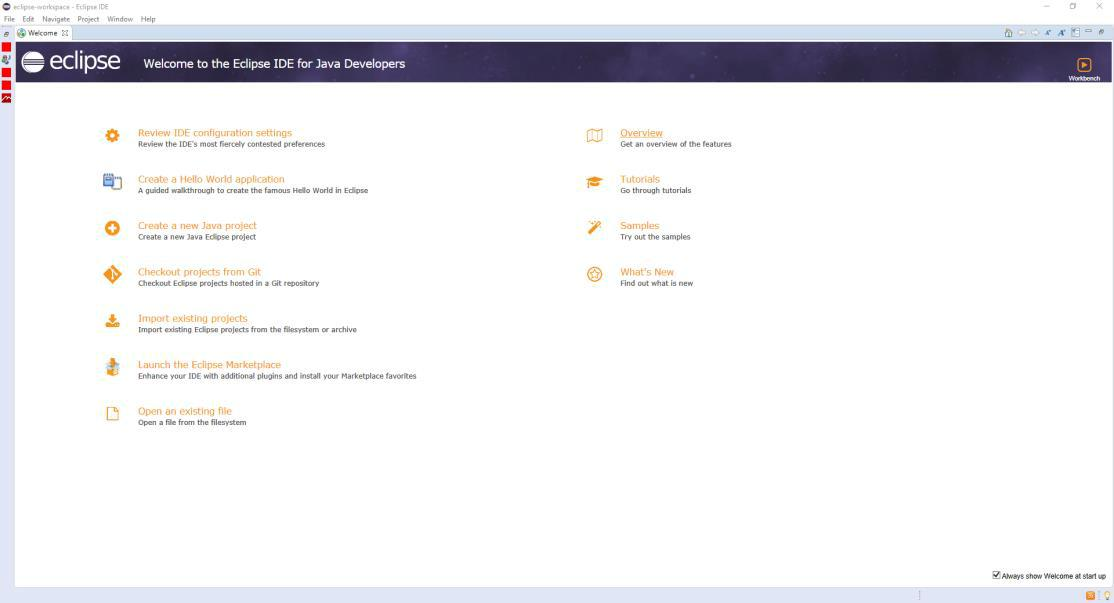 eclipse-workspace - Eclipse IDE
File Edit Navigate Project Window Help
Welcome
eclipse Welcome to the Eclipse IDE for Java Developers
Workbench
Review IDE configuration settings
Review the IDE's most fiercely contested preferences
Create a Hello World application
A guided walkthrough to create the famous Hello World in Eclipse
Create a new Java project
Create a new Java Eclipse project
Checkout projects from Git
Checkout Eclipse projects hosted in a Git repository
Import existing projects
Import existing Eclipse projects from the filesystem or archive
Launch the Eclipse Marketplace
Enhance your IDE with additional plugins and install your Marketplace favorites
Open an existing file
Open a file from the filesystem
Overview
Get an overview of the features
Tutorials
Go through tutorials
Samples
Try out the samples
What's New
Find out what is new
Always show Welcome at start up